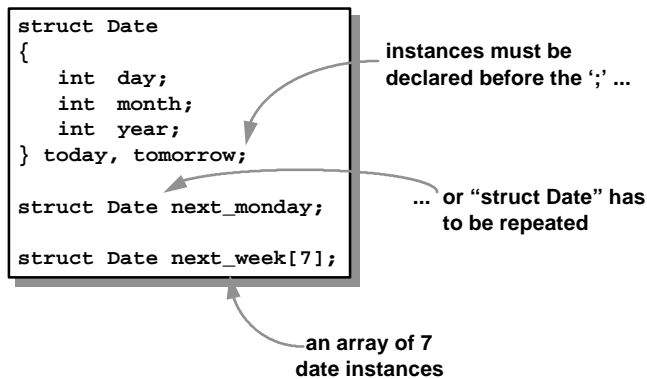 struct Date
{
int day;
int month;
int year;
} today, tomorrow;
struct Date next_monday;
struct Date next_week[7];
instances must be
declared before the ‘;’ ...
... or “struct Date” has
to be repeated
an array of 7
date instances